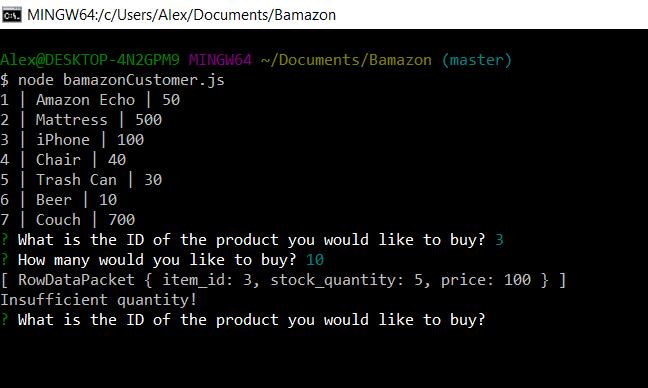 MINGW64:/c/Users/Alex/Documents/Bamazon
Alex@DESKTOP-4N2GPM9 MINGW64 ~/Documents/Bamazon (master)
$ node bamazonCustomer.js
1 | Amazon Echo | 50
2 | Mattress | 500
3 | iPhone | 100
4 | Chair | 40
5 | Trash Can | 30
6 | Beer | 10
7 | Couch | 700
? What is the ID of the product you would like to buy? 3
? How many would you like to buy? 10
[ RowDataPacket { item_id: 3, stock_quantity: 5, price: 100 } ]
Insufficient quantity!
? What is the ID of the product you would like to buy?